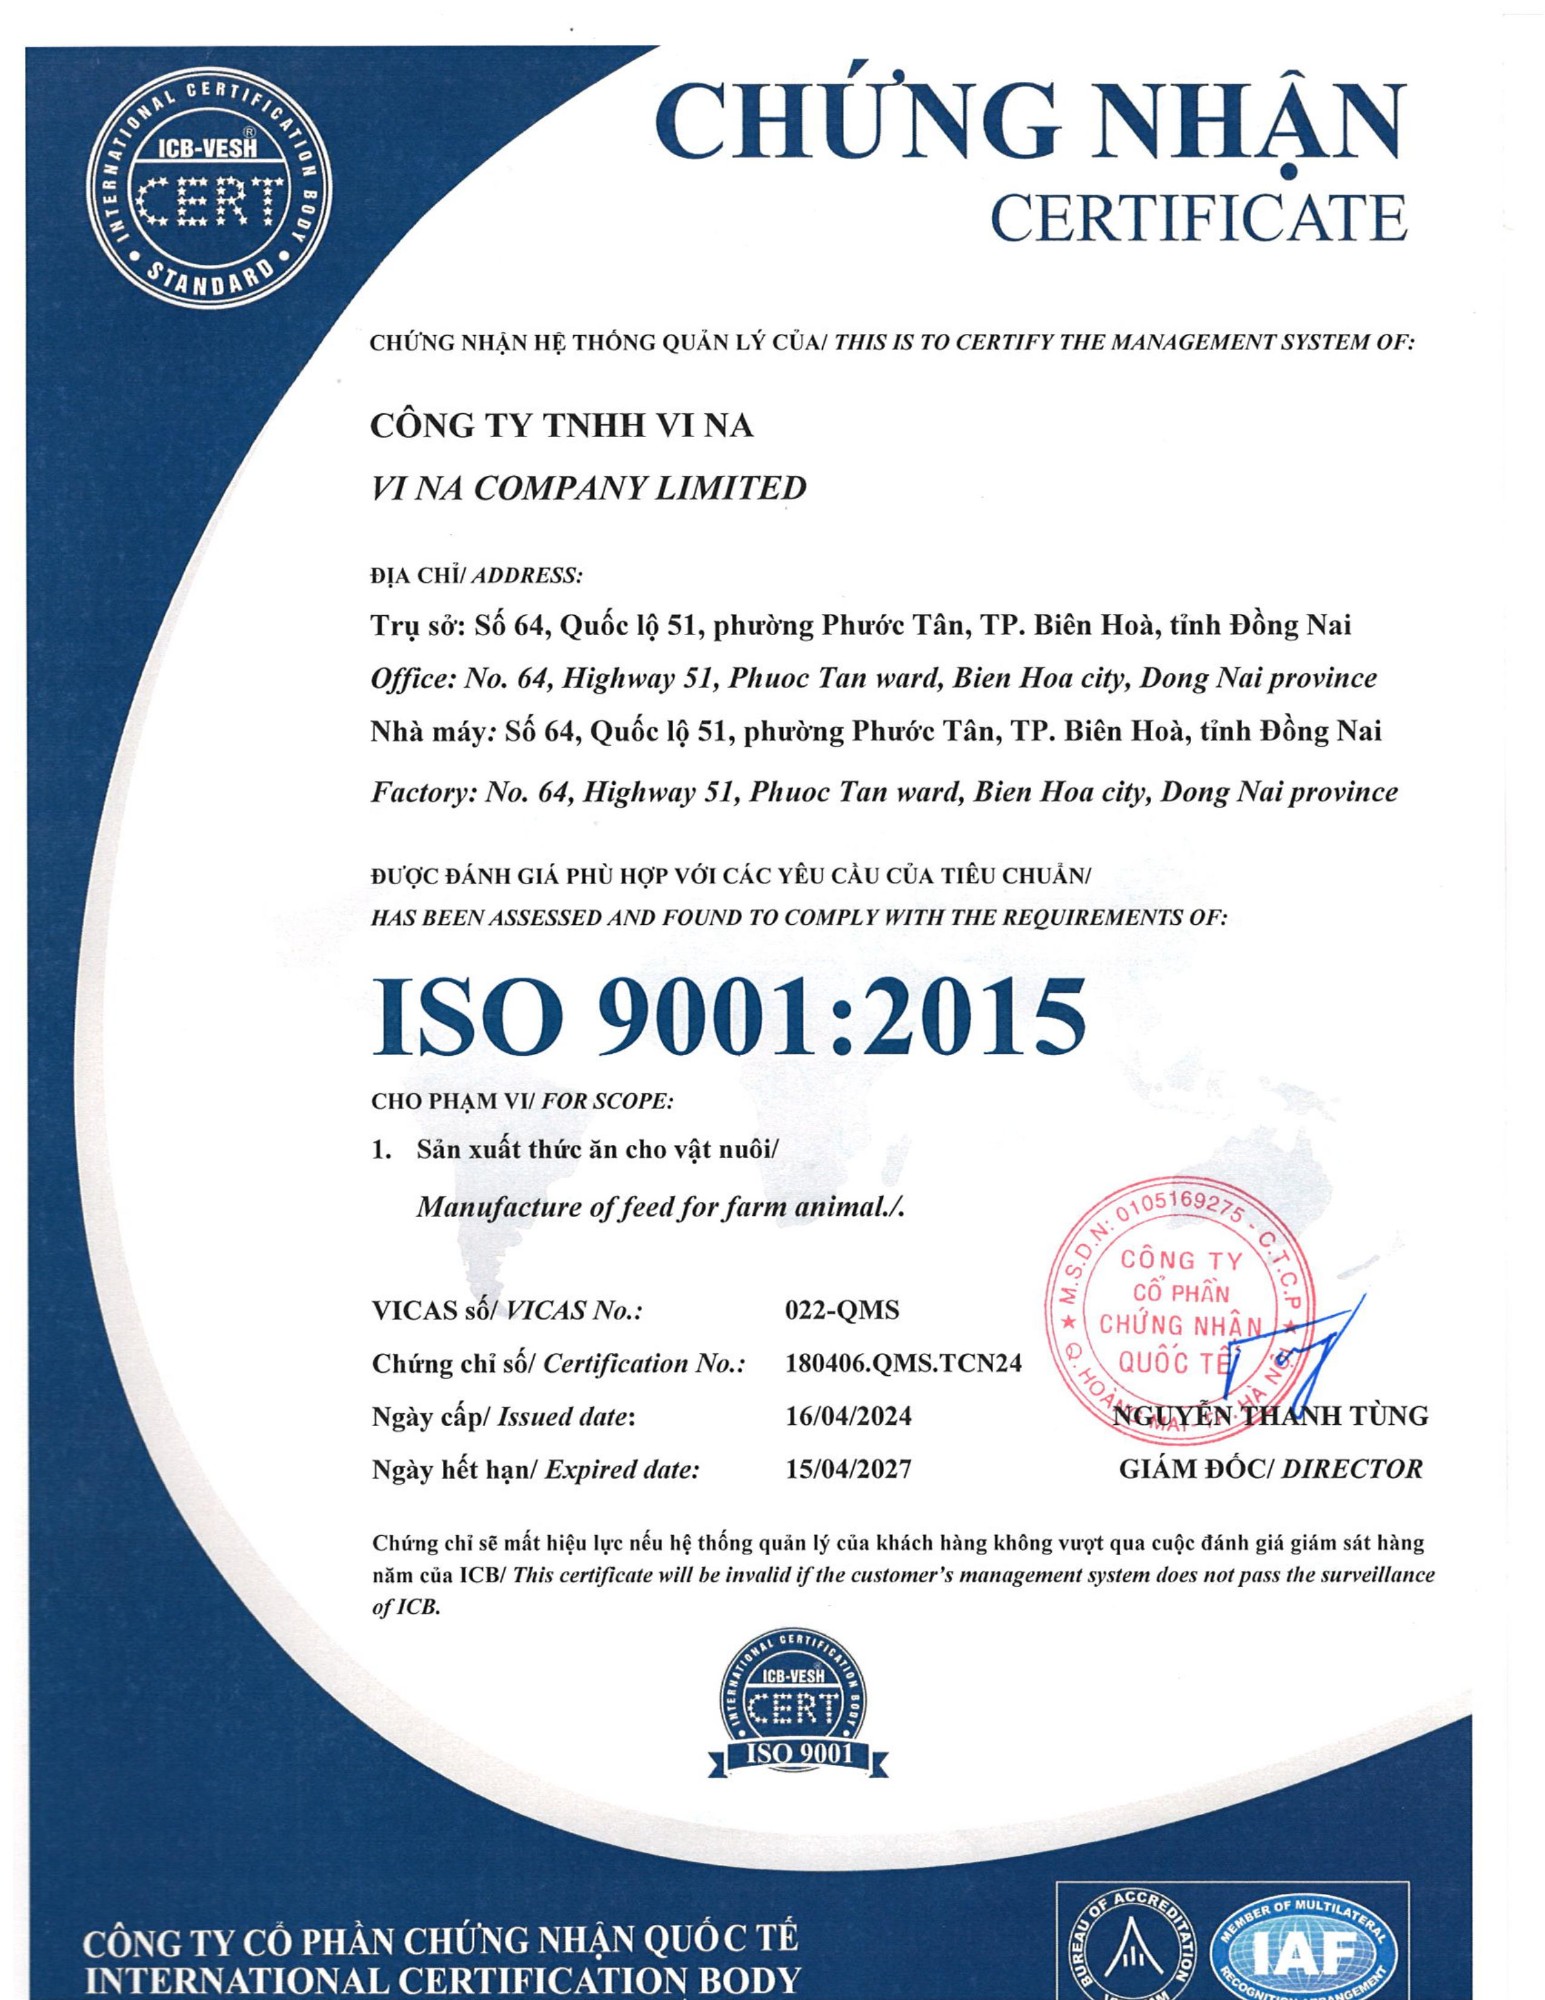 INTERNATIONAL CERTIFICATION BODY
ICB-VESH®
CERT
STANDARD
CHỨNG NHẬN
CERTIFICATE
CHỨNG NHẬN HỆ THỐNG QUẢN LÝ CỦA/ THIS IS TO CERTIFY THE MANAGEMENT SYSTEM OF:
CÔNG TY TNHH VI NA
VI NA COMPANY LIMITED
ĐỊA CHỈ/ ADDRESS:
Trụ sở: Số 64, Quốc lộ 51, phường Phước Tân, TP. Biên Hoà, tỉnh Đồng Nai
Office: No. 64, Highway 51, Phuoc Tan ward, Bien Hoa city, Dong Nai province
Nhà máy: Số 64, Quốc lộ 51, phường Phước Tân, TP. Biên Hoà, tỉnh Đồng Nai
Factory: No. 64, Highway 51, Phuoc Tan ward, Bien Hoa city, Dong Nai province
ĐƯỢC ĐÁNH GIÁ PHÙ HỢP VỚI CÁC YÊU CẦU CỦA TIÊU CHUẨN/
HAS BEEN ASSESSED AND FOUND TO COMPLY WITH THE REQUIREMENTS OF:
ISO 9001:2015
CHO PHẠM VI/ FOR SCOPE:
1. Sản xuất thức ăn cho vật nuôi/
Manufacture of feed for farm animal./.
M.S.D.N: 0105169275 - C.T.C.P
CÔNG TY
CỔ PHẦN
CHỨNG NHẬN
QUỐC TẾ
Q. HOÀNG MAI - TP. HÀ NỘI
VICAS số/ VICAS No.: 022-QMS
Chứng chỉ số/ Certification No.: 180406.QMS.TCN24
Ngày cấp/ Issued date: 16/04/2024
NGUYỄN THANH TÙNG
Ngày hết hạn/ Expired date: 15/04/2027
GIÁM ĐỐC/ DIRECTOR
Chứng chỉ sẽ mất hiệu lực nếu hệ thống quản lý của khách hàng không vượt qua cuộc đánh giá giám sát hàng
năm của ICB/ This certificate will be invalid if the customer's management system does not pass the surveillance
of ICB.
INTERNATIONAL CERTIFICATION BODY
ICB-VESH
CERT
ISO 9001
CÔNG TY CỔ PHẦN CHỨNG NHẬN QUỐC TẾ
INTERNATIONAL CERTIFICATION BODY
BUREAU OF ACCREDITATION
MEMBER OF MULTILATERAL
IAF
RECOGNITION ARRANGEMENT